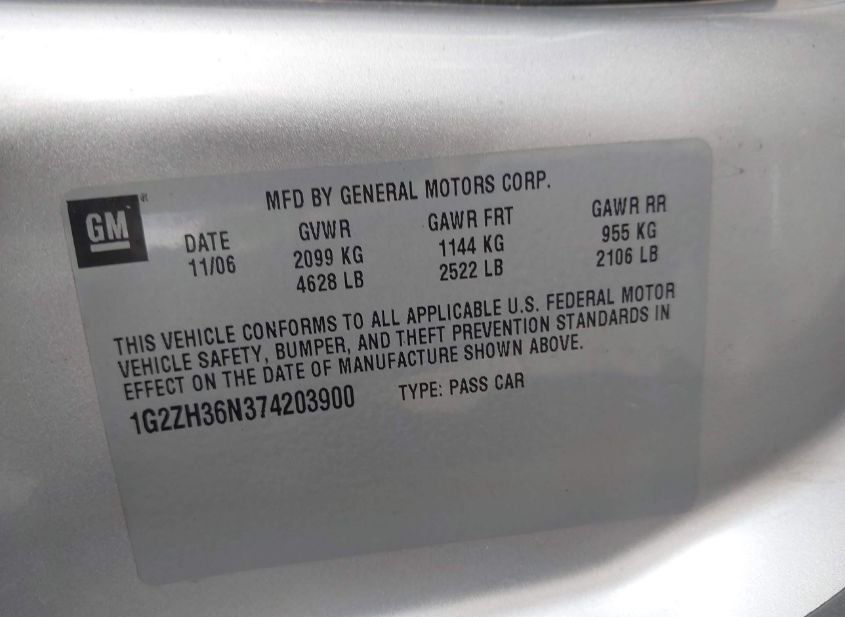 MFD BY GENERAL MOTORS CORP.
GM®
DATE GVWR GAWR FRT GAWR RR
11/06 2099 KG 1144 KG 955 KG
4628 LB 2522 LB 2106 LB
THIS VEHICLE CONFORMS TO ALL APPLICABLE U.S. FEDERAL MOTOR
VEHICLE SAFETY, BUMPER, AND THEFT PREVENTION STANDARDS IN
EFFECT ON THE DATE OF MANUFACTURE SHOWN ABOVE.
1G2ZH36N374203900 TYPE: PASS CAR